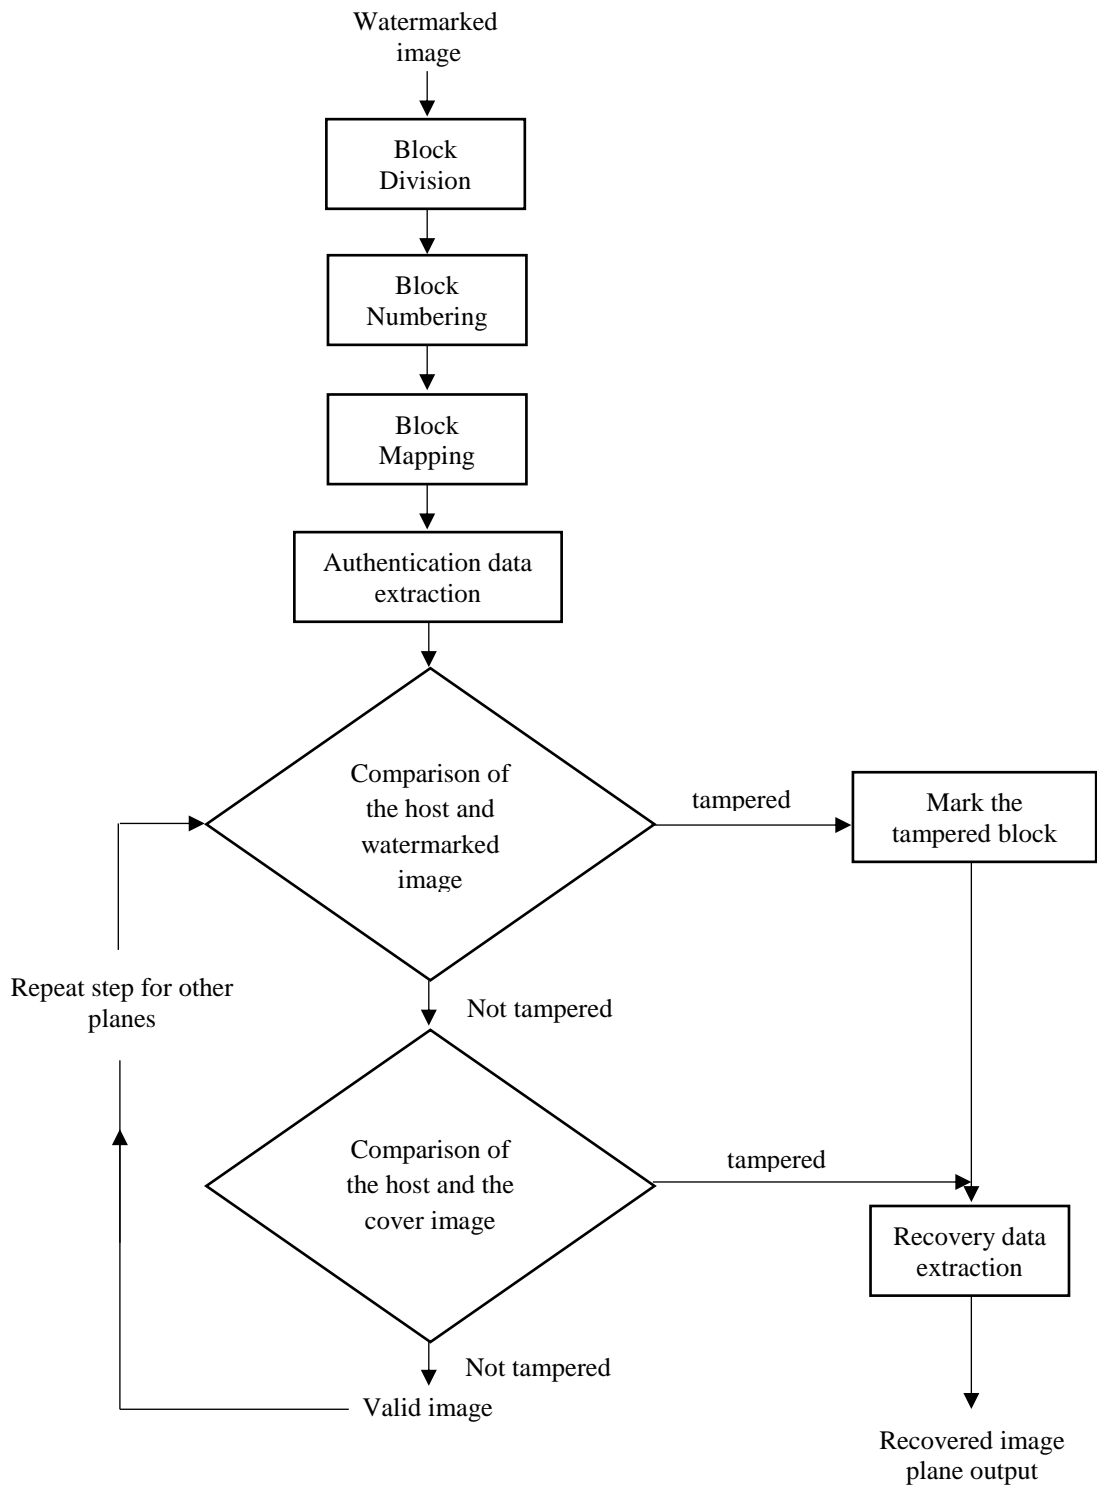 Watermarked
image
Block
Division
Block
Numbering
Block
Mapping
Authentication data
extraction
Comparison of
the host and
watermarked
image
tampered
Mark the
tampered block
Not tampered
Repeat step for other
planes
Comparison of
the host and the
cover image
tampered
Recovery data
extraction
Not tampered
Valid image
Recovered image
plane output